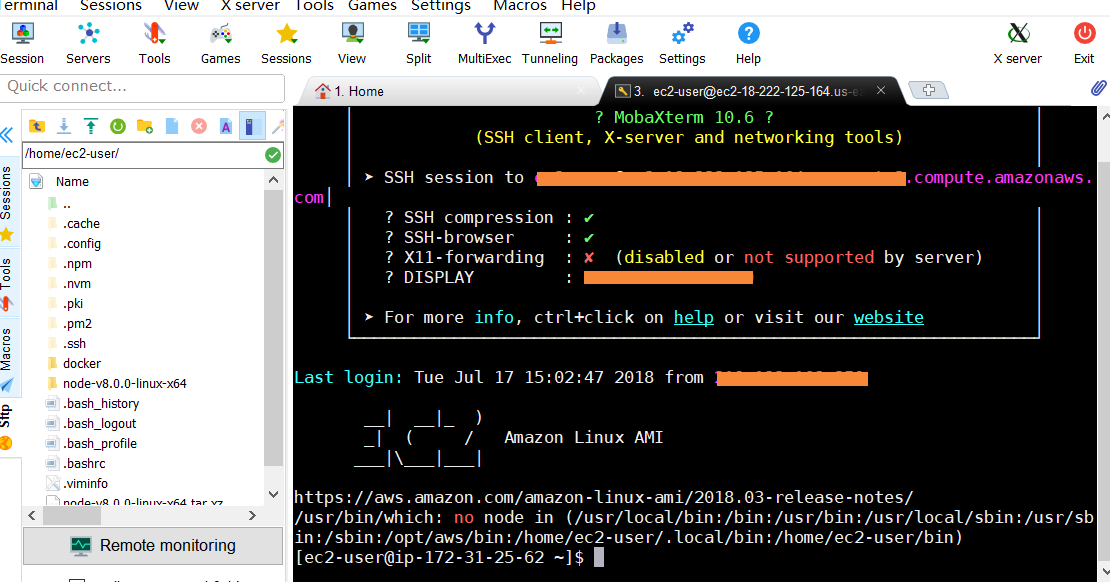 Terminal Sessions View X server Tools Games Settings Macros Help
Session Servers Tools Games Sessions View Split MultiExec Tunneling Packages Settings Help X server Exit
Quick connect...
1. Home
3. ec2-user@ec2-18-222-125-164.us-e
/home/ec2-user/
Name
..
.cache
.config
.npm
.nvm
.pki
.pm2
.ssh
docker
node-v8.0.0-linux-x64
.bash_history
.bash_logout
.bash_profile
.bashrc
.viminfo
node-v8.0.0-linux-x64.tar.xz
Remote monitoring
Sessions
Tools
Macros
Sftp
? MobaXterm 10.6 ?
(SSH client, X-server and networking tools)
➤ SSH session to .compute.amazonaws.
com
? SSH compression : ✔
? SSH-browser : ✔
? X11-forwarding : ✘ (disabled or not supported by server)
? DISPLAY :
➤ For more info, ctrl+click on help or visit our website
Last login: Tue Jul 17 15:02:47 2018 from
__| __|_ )
_| ( / Amazon Linux AMI
___|\___|___|
https://aws.amazon.com/amazon-linux-ami/2018.03-release-notes/
/usr/bin/which: no node in (/usr/local/bin:/bin:/usr/bin:/usr/local/sbin:/usr/sb
in:/sbin:/opt/aws/bin:/home/ec2-user/.local/bin:/home/ec2-user/bin)
[ec2-user@ip-172-31-25-62 ~]$